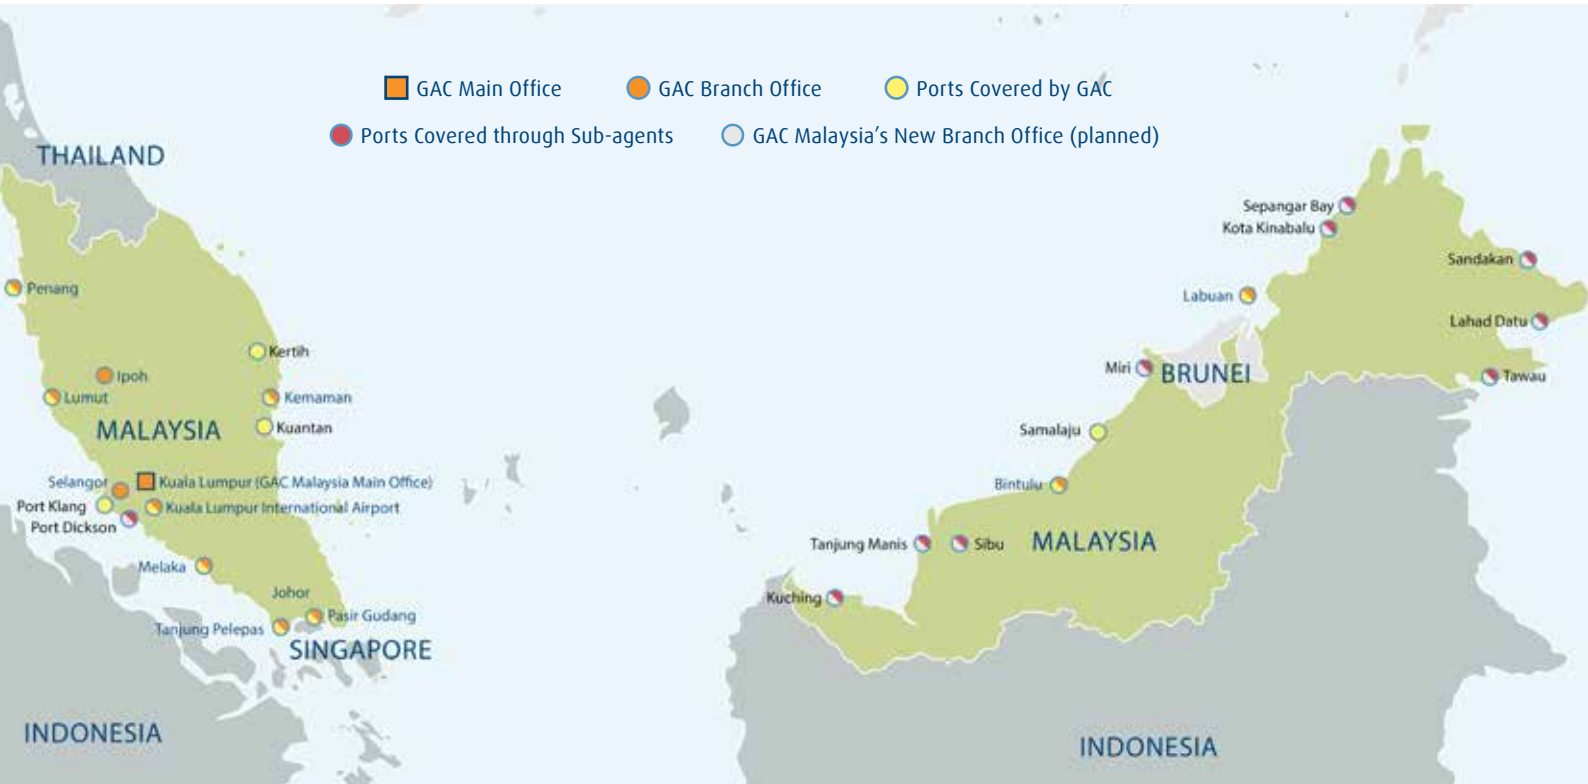 GAC Main Office
GAC Branch Office
Ports Covered by GAC
Ports Covered through Sub-agents
GAC Malaysia's New Branch Office (planned)
THAILAND
Penang
Kertih
Ipoh
Lumut
Kemaman
MALAYSIA
Kuantan
Selangor
Kuala Lumpur (GAC Malaysia Main Office)
Port Klang
Kuala Lumpur International Airport
Port Dickson
Melaka
Johor
Pasir Gudang
Tanjung Pelepas
SINGAPORE
INDONESIA
Sepangar Bay
Kota Kinabalu
Sandakan
Labuan
Lahad Datu
Miri
BRUNEI
Tawau
Samalaju
Bintulu
Tanjung Manis
Sibu
MALAYSIA
Kuching
INDONESIA